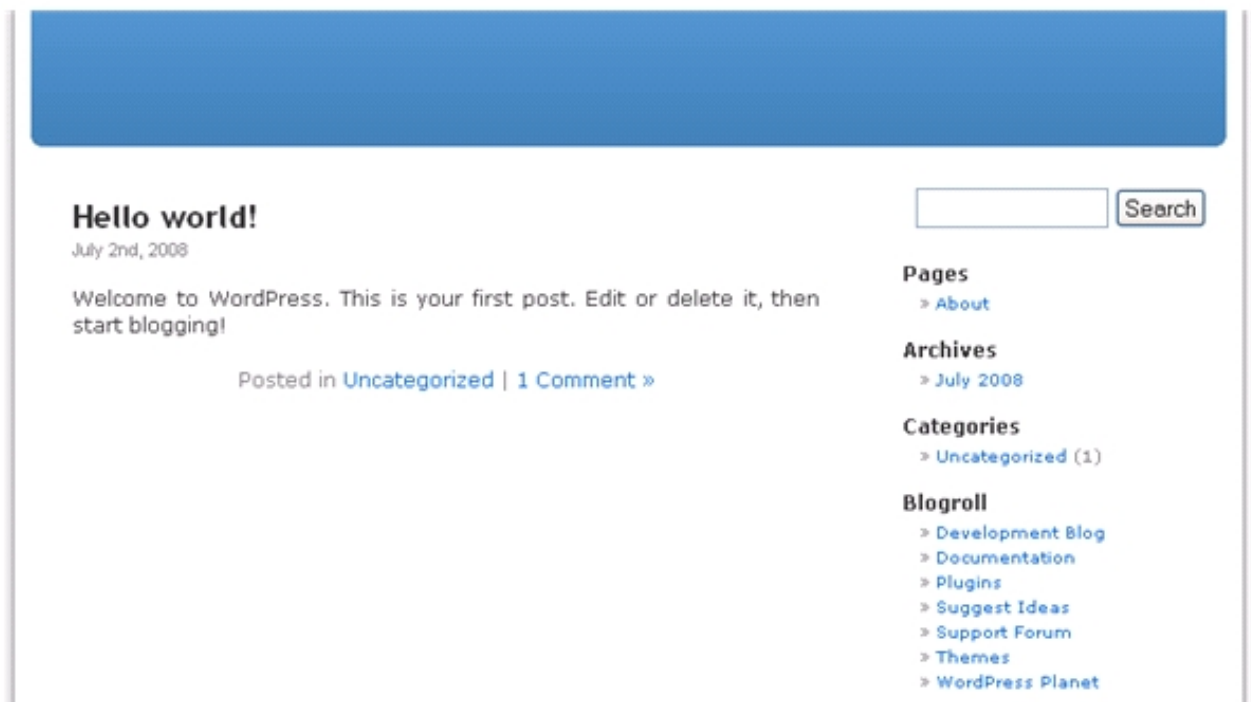 Hello world!
July 2nd, 2008
Welcome to WordPress. This is your first post. Edit or delete it, then
start blogging!
Posted in Uncategorized | 1 Comment »
Search
Pages
» About
Archives
» July 2008
Categories
» Uncategorized (1)
Blogroll
» Development Blog
» Documentation
» Plugins
» Suggest Ideas
» Support Forum
» Themes
» WordPress Planet